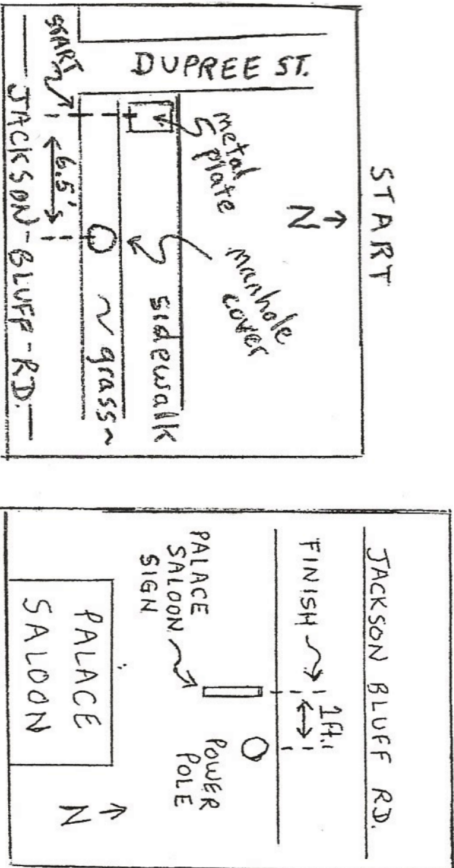 START
DUPREE ST.
N
START
metal
plate
manhole
cover
sidewalk
~ grass ~
6.5's
JACKSON-BLUFF-RD.
JACKSON BLUFF RD.
FINISH
1ft.
PALACE
SALOON
SIGN
POWER
POLE
PALACE
SALOON
N